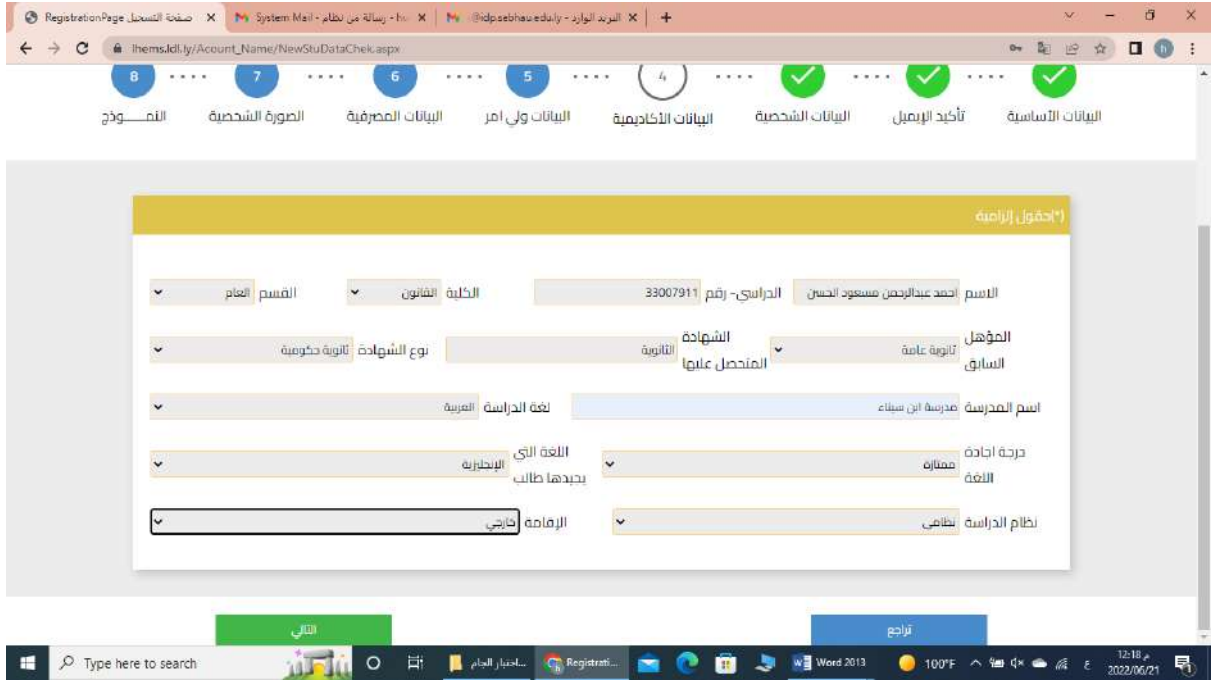 صفحة التسجيل RegistrationPage
رسالة من نظام - System Mail
البريد الوارد - @idp.sebhau.edu.ly
lhems.ldl.ly/Acount_Name/NewStuDataChek.aspx
4 5 6 7 8
البيانات الأساسية تأكيد الإيميل البيانات الشخصية البيانات الأكاديمية البيانات ولي امر البيانات المصرفية الصورة الشخصية النمـــــوذج
(*)حقول إلزامية
الاسم احمد عبدالرحمن مسعود الحسن الدراسي- رقم 33007911 الكلية القانون القسم العام
المؤهل السابق ثانوية عامة الشهادة المتحصل عليها الثانوية نوع الشهادة ثانوية حكومية
اسم المدرسة مدرسة ابن سيناء لغة الدراسة العربية
درجة اجادة اللغة ممتازة اللغة التي يجيدها طالب الإنجليزية
نظام الدراسة نظامي الإقامة خارجي
تراجع التالي
Type here to search
اختبار الجام...
Registrati...
Word 2013
100°F
ع
12:18 م
2022/06/21